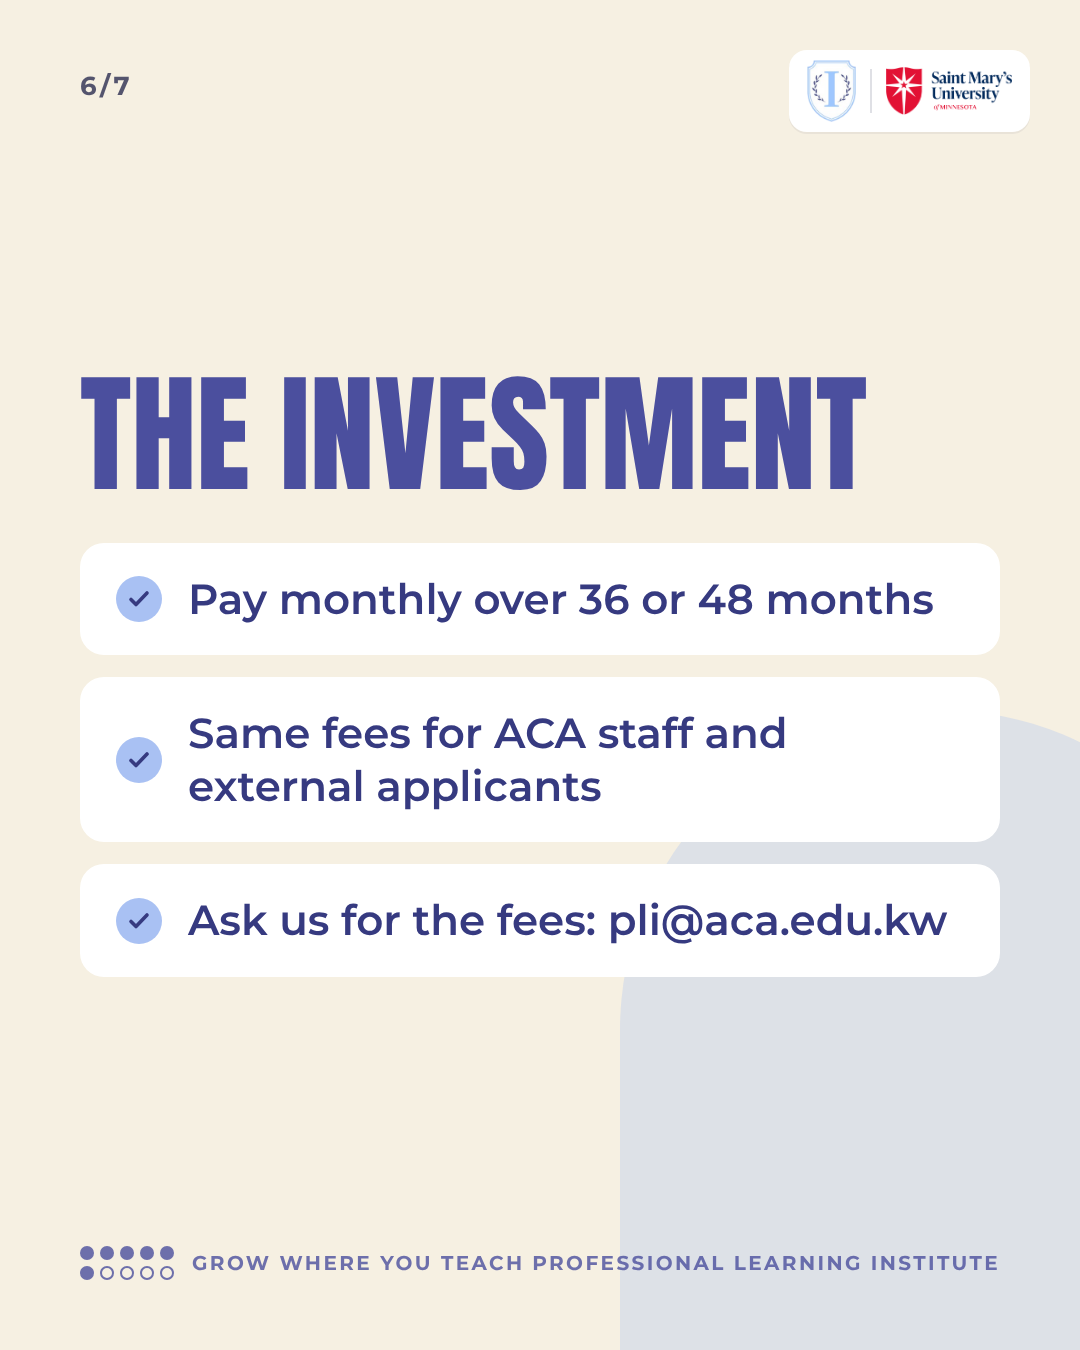 6/7
I
Saint Mary's
University
of MINNESOTA
THE INVESTMENT
Pay monthly over 36 or 48 months
Same fees for ACA staff and
external applicants
Ask us for the fees: pli@aca.edu.kw
GROW WHERE YOU TEACH PROFESSIONAL LEARNING INSTITUTE